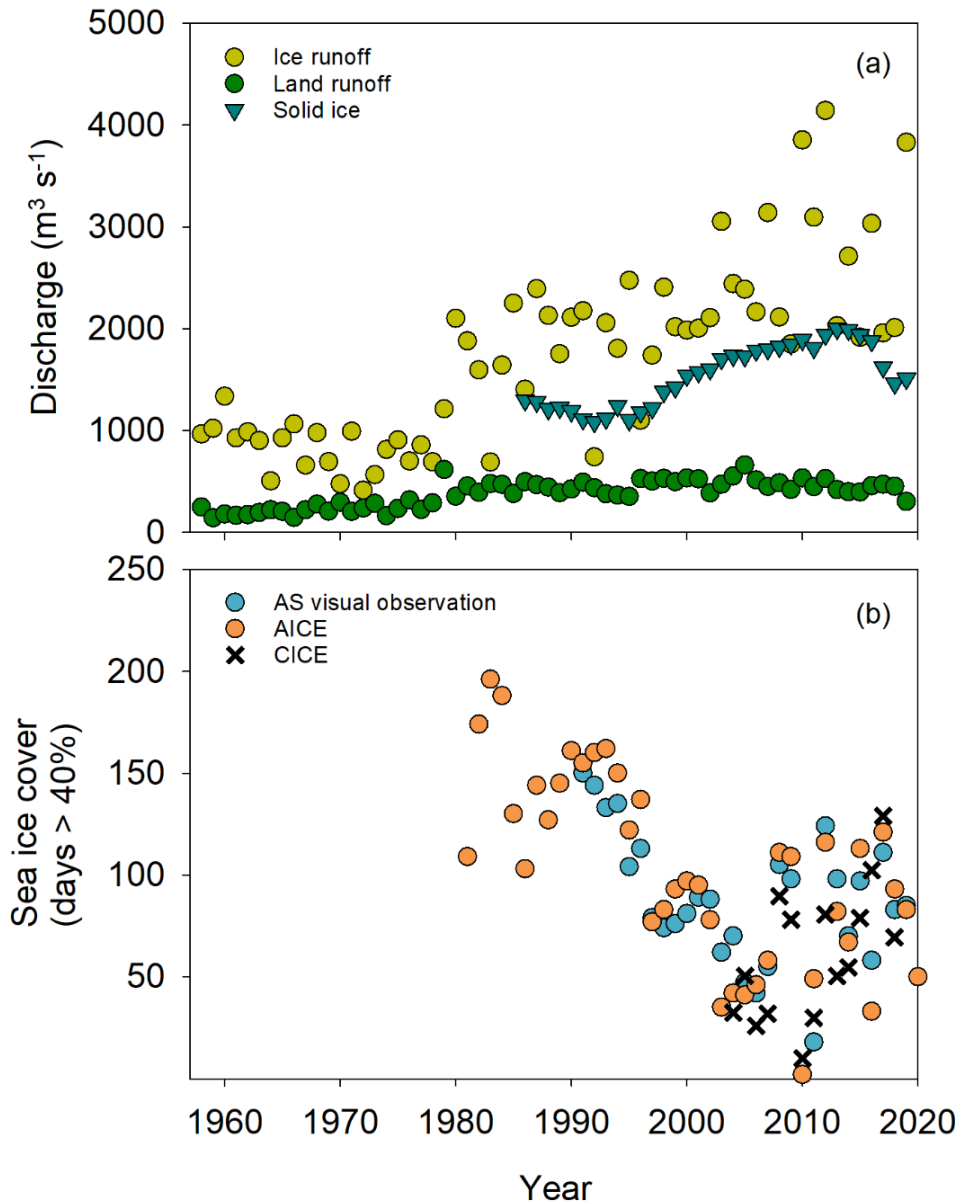 5000
Ice runoff
(a)
Land runoff
Solid ice
4000
3000
2000
1000
0
Discharge (m³ s⁻¹)
250
AS visual observation
(b)
AICE
CICE
200
150
100
50
Sea ice cover
(days > 40%)
1960 1970 1980 1990 2000 2010 2020
Year